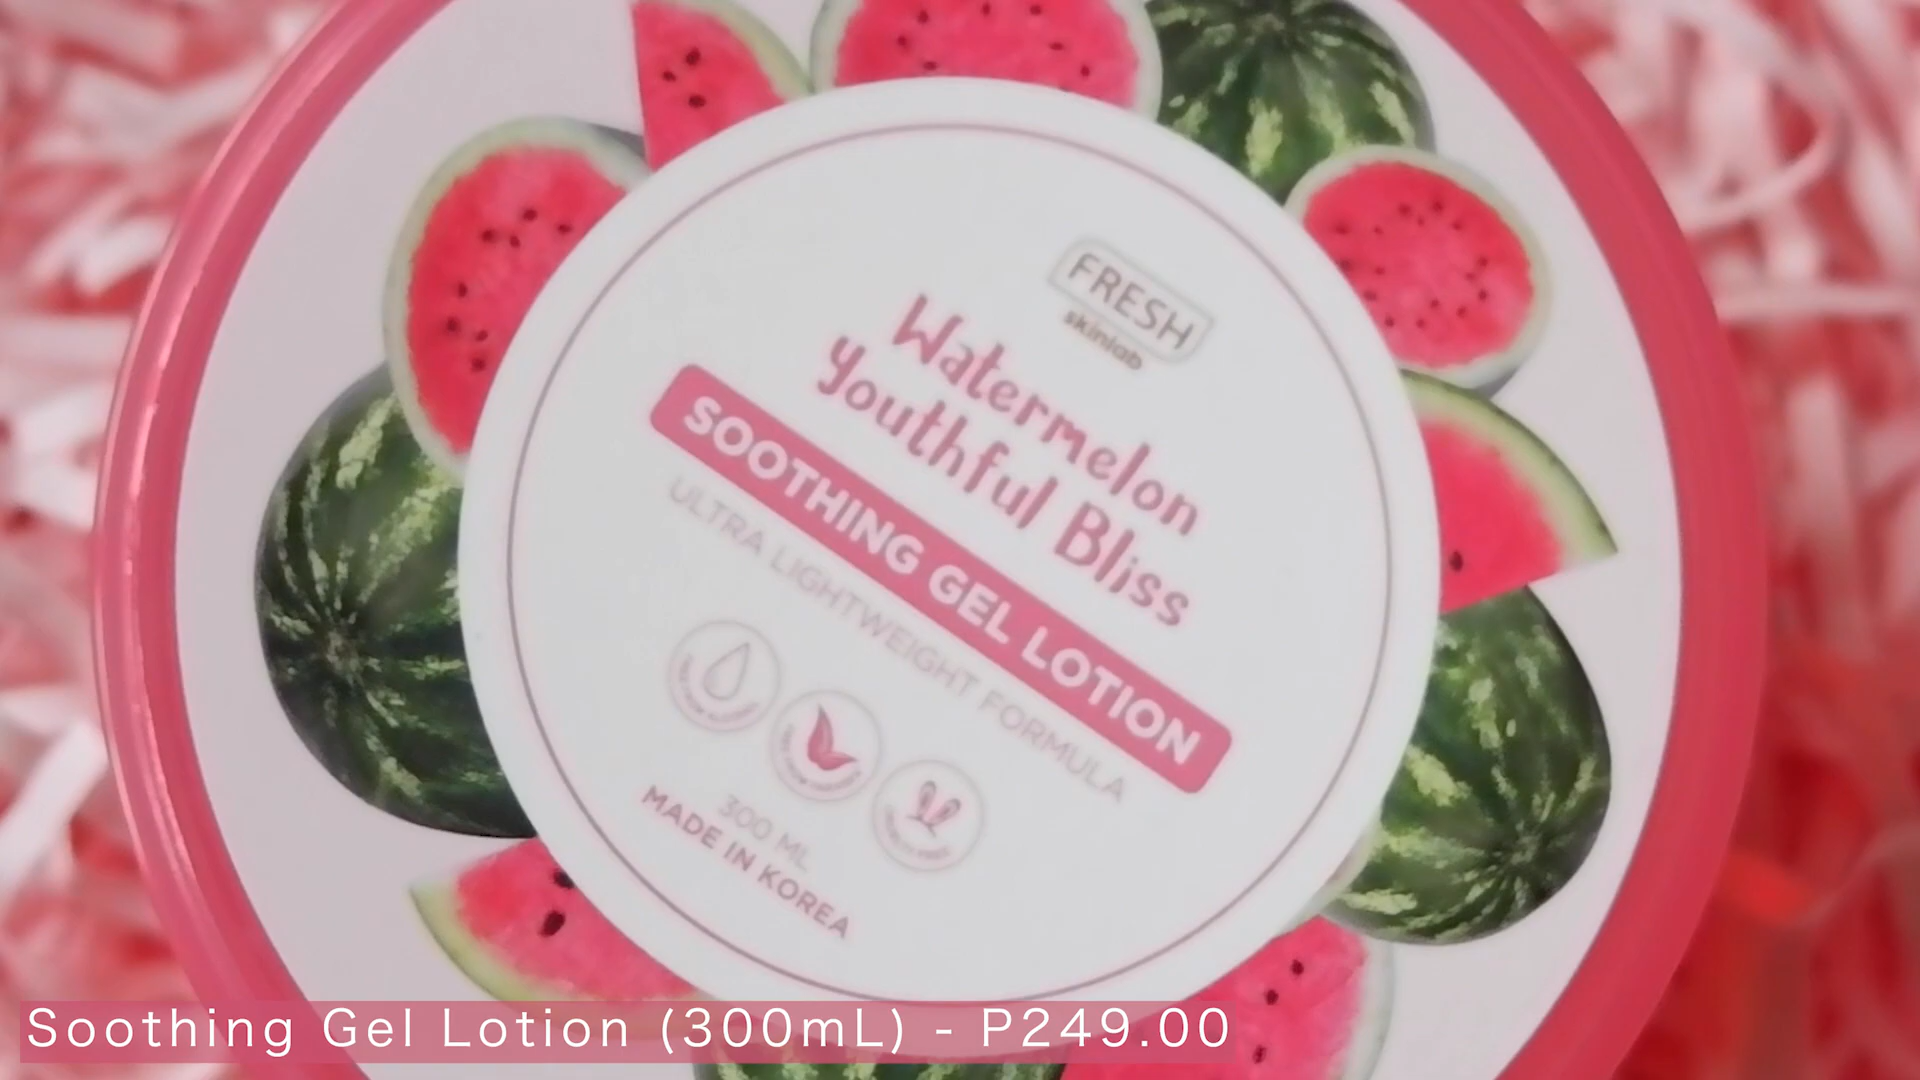 FRESH
skinlab
Watermelon
Youthful Bliss
SOOTHING GEL LOTION
ULTRA LIGHTWEIGHT FORMULA
300 ML
MADE IN KOREA
Soothing Gel Lotion (300mL) - P249.00